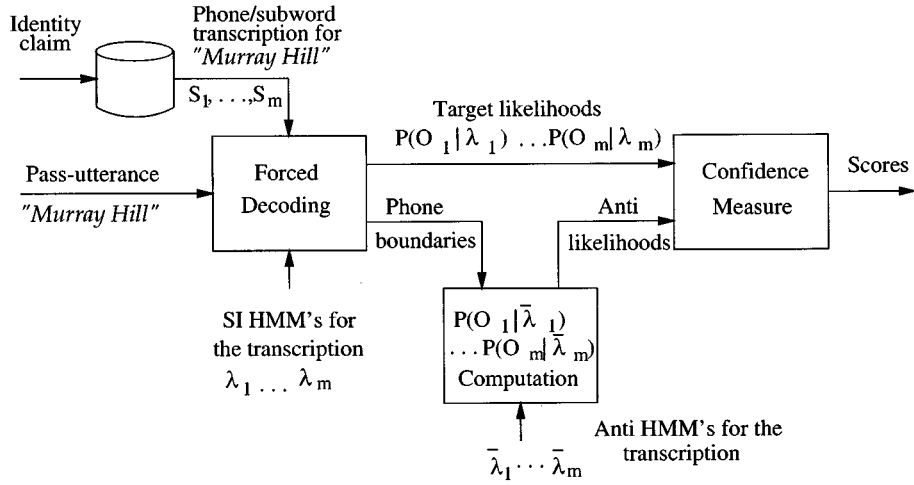 Identity
claim
Phone/subword
transcription for
"Murray Hill"
S₁, . . . ,Sₘ
Target likelihoods
P(O ₁ | λ ₁) . . . P(O ₘ | λ ₘ)
Pass-utterance
"Murray Hill"
Forced
Decoding
Confidence
Measure
Scores
Phone
boundaries
Anti
likelihoods
SI HMM's for
the transcription
λ₁ . . . λₘ
P(O ₁ | λ̅ ₁)
. . . P(O ₘ | λ̅ ₘ)
Computation
Anti HMM's for the
transcription
λ̅₁ . . . λ̅ₘ